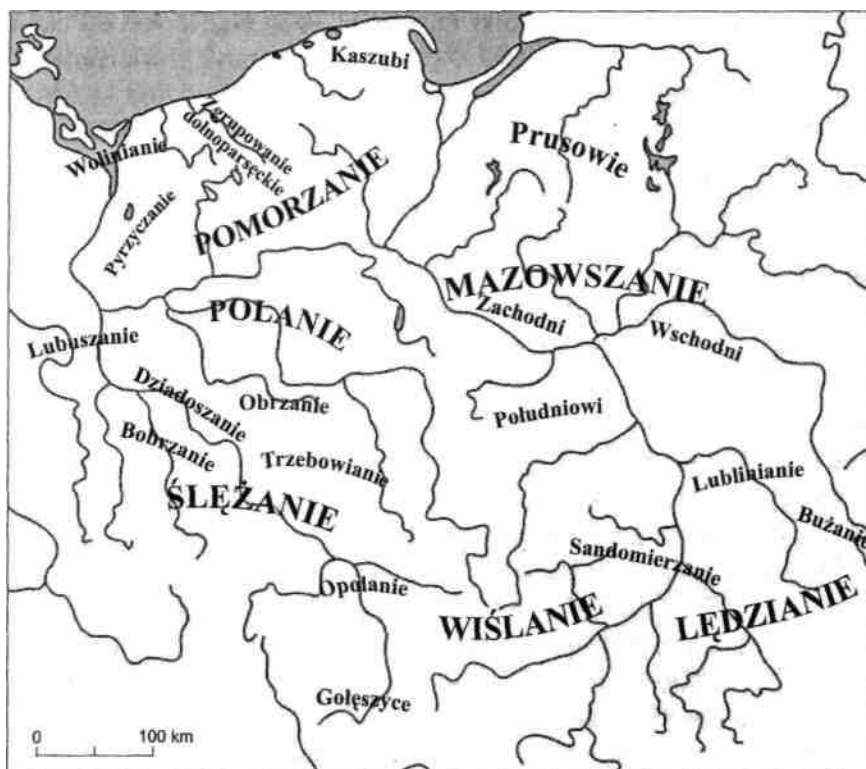 Kaszubi
Zgrupowanie
dolnoparsęckie
Wolinianie
Prusowie
POMORZANIE
Pyrzyczanie
MAZOWSZANIE
Zachodni
POLANIE
Wschodni
Lubuszanie
Dziadoszanie
Obrzanie
Południowi
Bobrzanie
Trzebowianie
Lublinianie
ŚLĘŻANIE
Bużanie
Sandomierzanie
Opolanie
WIŚLANIE
LĘDZIANIE
Gołęszyce
0 100 km